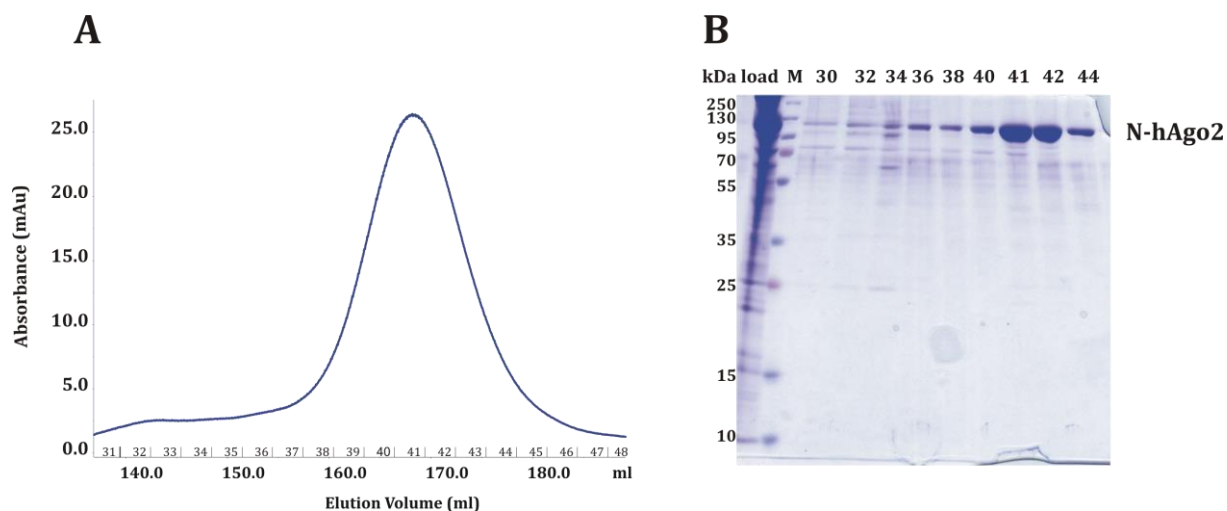 A
Absorbance (mAu)
25.0
20.0
15.0
10.0
5.0
0.0
31 32 33 34 35 36 37 38 39 40 41 42 43 44 45 46 47 48
140.0 150.0 160.0 170.0 180.0 ml
Elution Volume (ml)
B
kDa load M 30 32 34 36 38 40 41 42 44
250
130
95
70
55
35
25
15
10
N-hAgo2